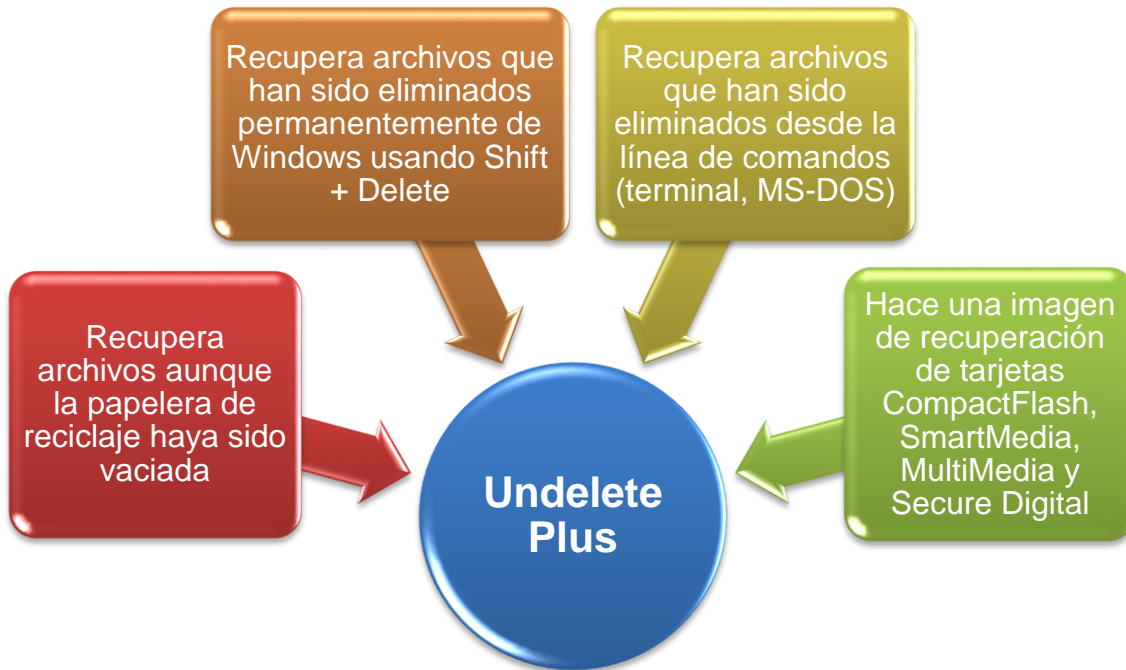 Recupera archivos que
han sido eliminados
permanentemente de
Windows usando Shift
+ Delete
Recupera archivos
que han sido
eliminados desde la
línea de comandos
(terminal, MS-DOS)
Recupera
archivos aunque
la papelera de
reciclaje haya sido
vaciada
Hace una imagen
de recuperación
de tarjetas
CompactFlash,
SmartMedia,
MultiMedia y
Secure Digital
Undelete
Plus